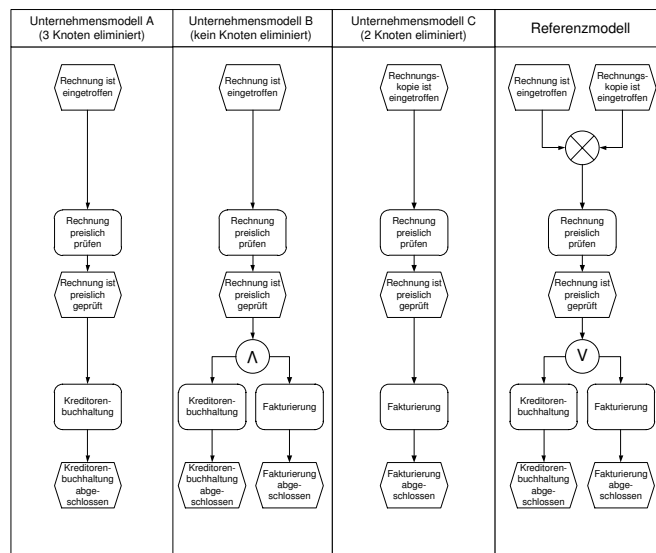 Unternehmensmodell A
(3 Knoten eliminiert)
Unternehmensmodell B
(kein Knoten eliminiert)
Unternehmensmodell C
(2 Knoten eliminiert)
Referenzmodell
Rechnung ist
eingetroffen
Rechnung
preislich
prüfen
Rechnung ist
preislich
geprüft
Kreditoren-
buchhaltung
Kreditoren-
buchhaltung
abge-
schlossen
Rechnung ist
eingetroffen
Rechnung
preislich
prüfen
Rechnung ist
preislich
geprüft
Λ
Kreditoren-
buchhaltung
Fakturierung
Kreditoren-
buchhaltung
abge-
schlossen
Fakturierung
abge-
schlossen
Rechnungs-
kopie ist
eingetroffen
Rechnung
preislich
prüfen
Rechnung ist
preislich
geprüft
Fakturierung
Fakturierung
abge-
schlossen
Rechnung ist
eingetroffen
Rechnungs-
kopie ist
eingetroffen
Rechnung
preislich
prüfen
Rechnung ist
preislich
geprüft
V
Kreditoren-
buchhaltung
Fakturierung
Kreditoren-
buchhaltung
abge-
schlossen
Fakturierung
abge-
schlossen